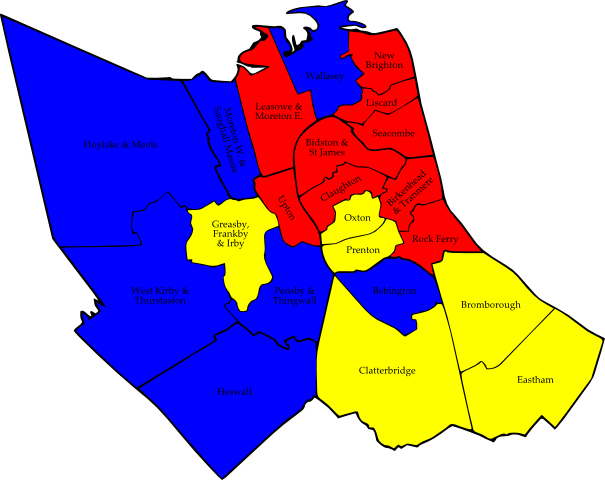 New
Brighton
Wallasey
Liscard
Leasowe &
Moreton E.
Seacombe
Moreton W. &
Saughall Massie
Hoylake & Meols
Bidston &
St James
Claughton
Birkenhead
& Tranmere
Upton
Oxton
Greasby,
Frankby
& Irby
Rock Ferry
Prenton
West Kirby &
Thurstaston
Pensby &
Thingwall
Bebington
Bromborough
Clatterbridge
Eastham
Heswall